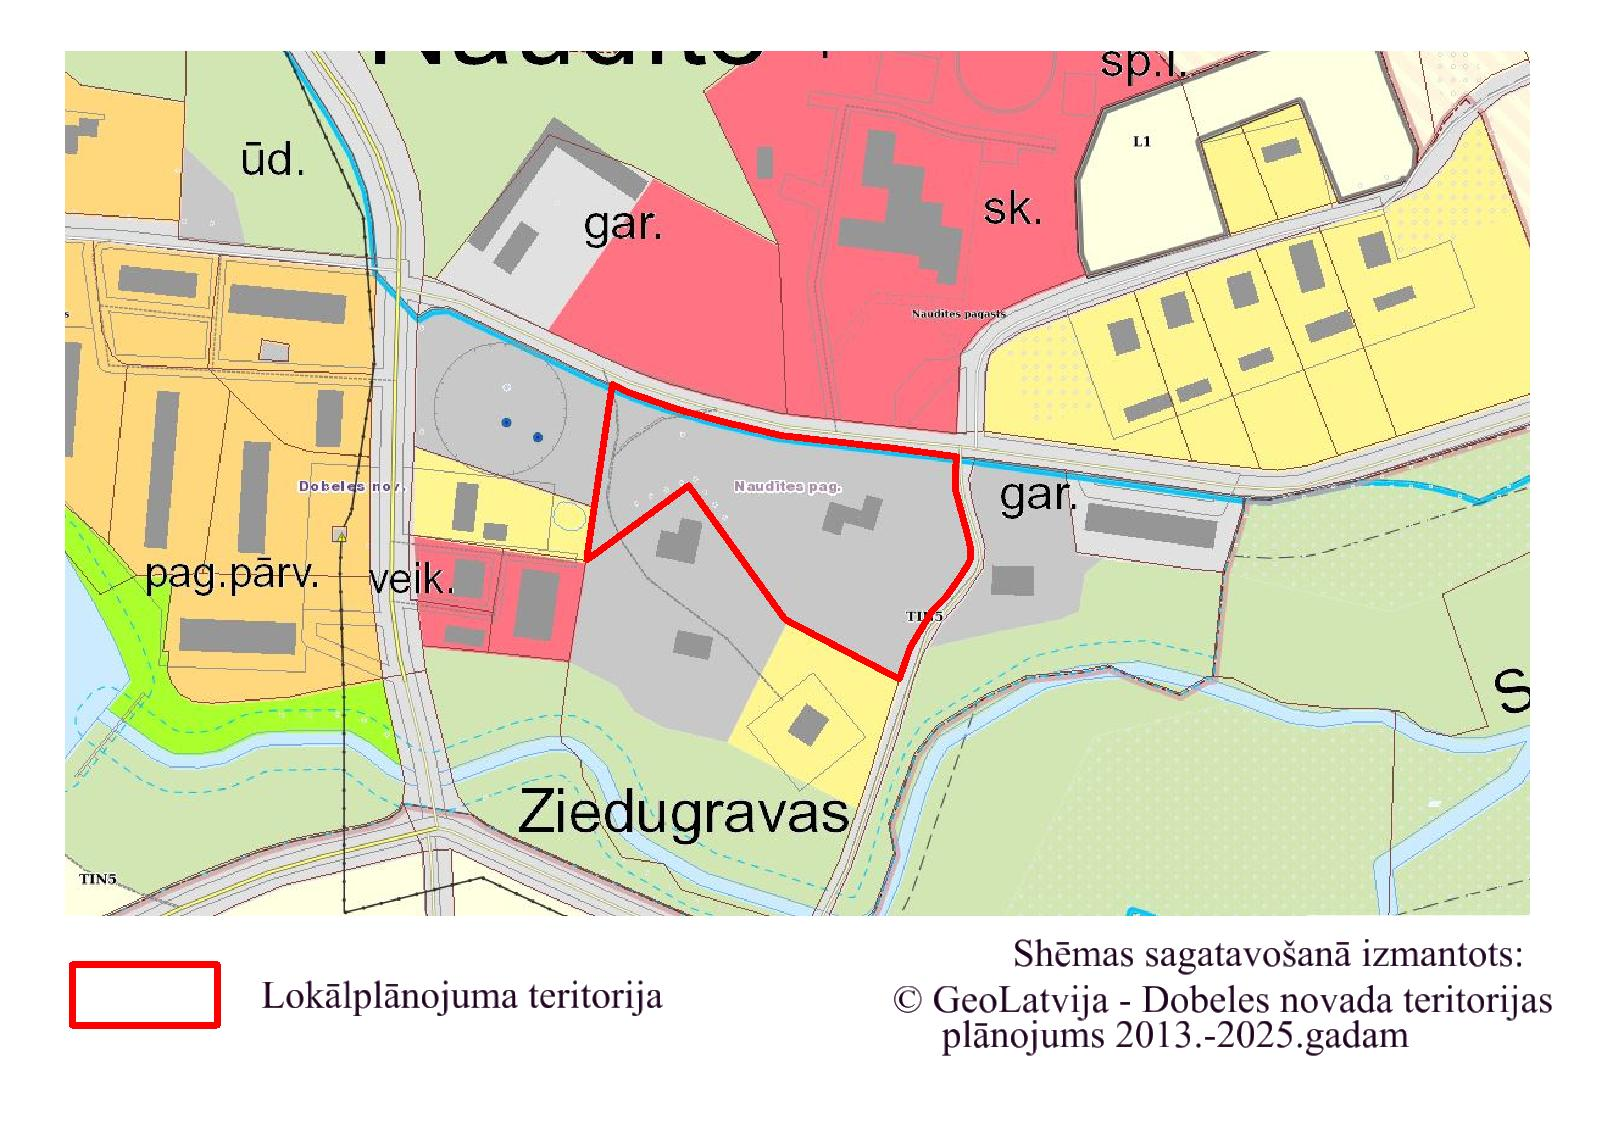 Naudīte
sp.l.
L1
ūd.
gar.
sk.
Naudītes pagasts
s
Dobeles nov.
Naudītes pag.
gar.
pag.pārv.
veik.
TIN5
S
Ziedugravas
TIN5
Lokālplānojuma teritorija
Shēmas sagatavošanā izmantots:
© GeoLatvija - Dobeles novada teritorijas
plānojums 2013.-2025.gadam